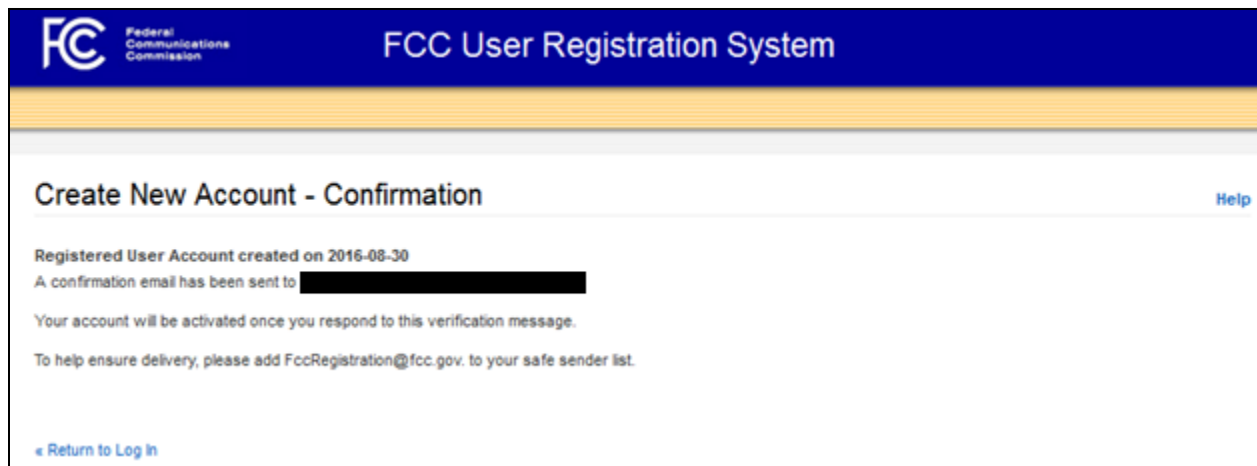 FCC
Federal
Communications
Commission
FCC User Registration System
Create New Account - Confirmation
Help
Registered User Account created on 2016-08-30
A confirmation email has been sent to
Your account will be activated once you respond to this verification message.
To help ensure delivery, please add FccRegistration@fcc.gov. to your safe sender list.
« Return to Log In